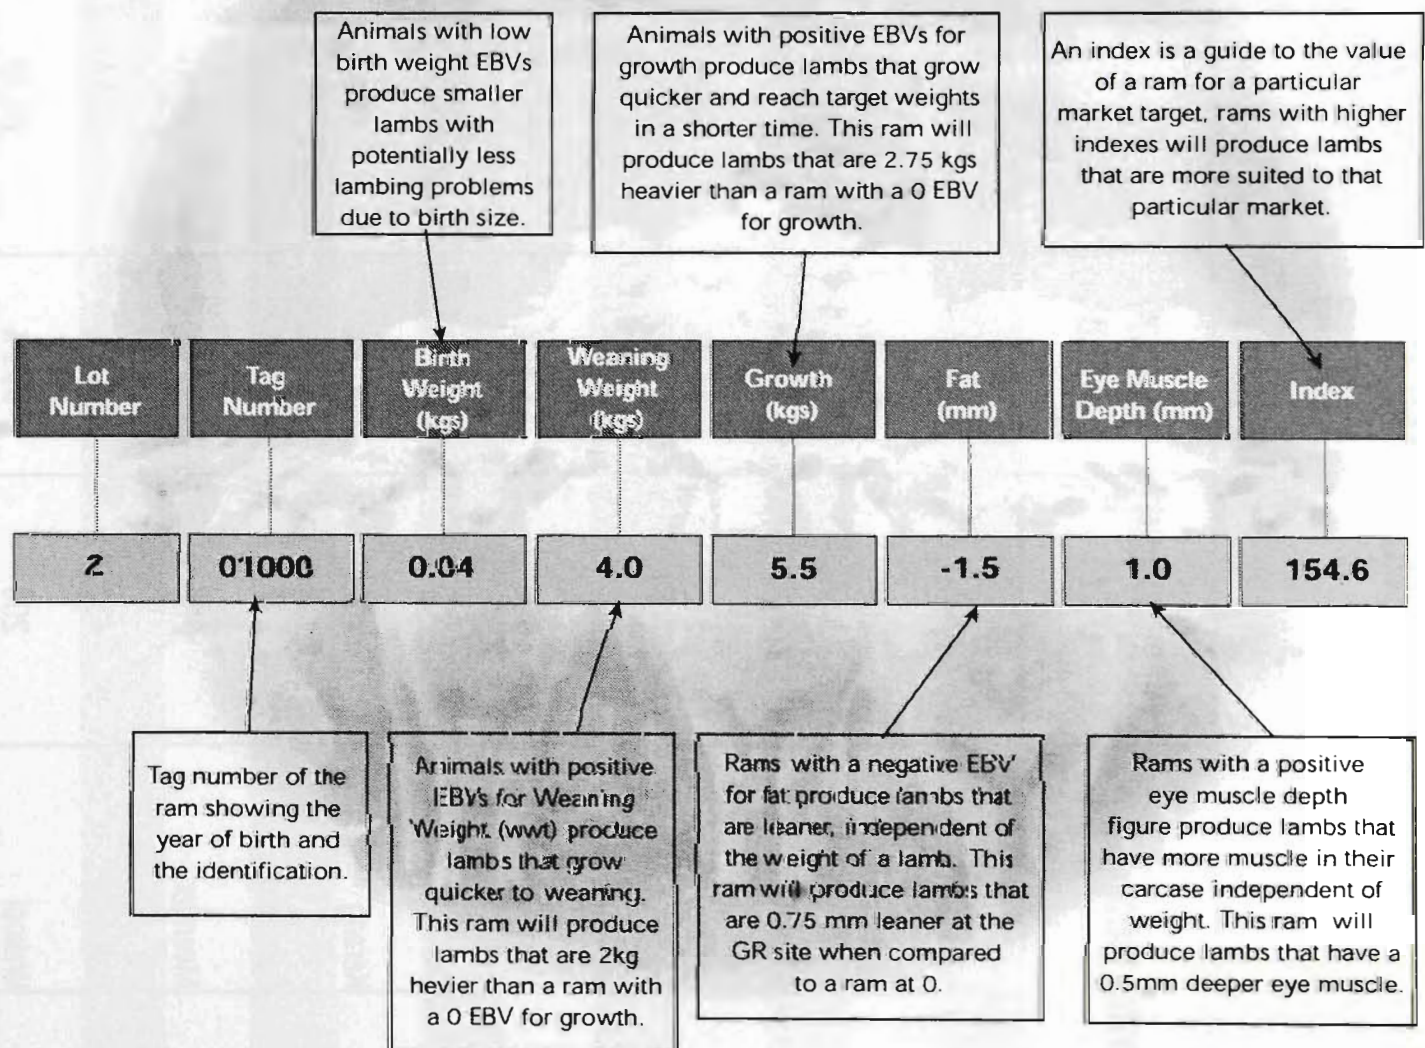 Animals with low
birth weight EBVs
produce smaller
lambs with
potentially less
lambing problems
due to birth size.
Animals with positive EBVs for
growth produce lambs that grow
quicker and reach target weights
in a shorter time. This ram will
produce lambs that are 2.75 kgs
heavier than a ram with a 0 EBV
for growth.
An index is a guide to the value
of a ram for a particular
market target, rams with higher
indexes will produce lambs
that are more suited to that
particular market.
Lot
Number
Tag
Number
Birth
Weight
(kgs)
Weaning
Weight
(kgs)
Growth
(kgs)
Fat
(mm)
Eye Muscle
Depth (mm)
Index
2
01000
0.04
4.0
5.5
-1.5
1.0
154.6
Tag number of the
ram showing the
year of birth and
the identification.
Animals with positive
EBVs for Weaning
Weight (wwt) produce
lambs that grow
quicker to weaning.
This ram will produce
lambs that are 2kg
hevier than a ram with
a 0 EBV for growth.
Rams with a negative EBV
for fat produce lambs that
are leaner, independent of
the weight of a lamb. This
ram will produce lambs that
are 0.75 mm leaner at the
GR site when compared
to a ram at 0.
Rams with a positive
eye muscle depth
figure produce lambs that
have more muscle in their
carcase independent of
weight. This ram will
produce lambs that have a
0.5mm deeper eye muscle.